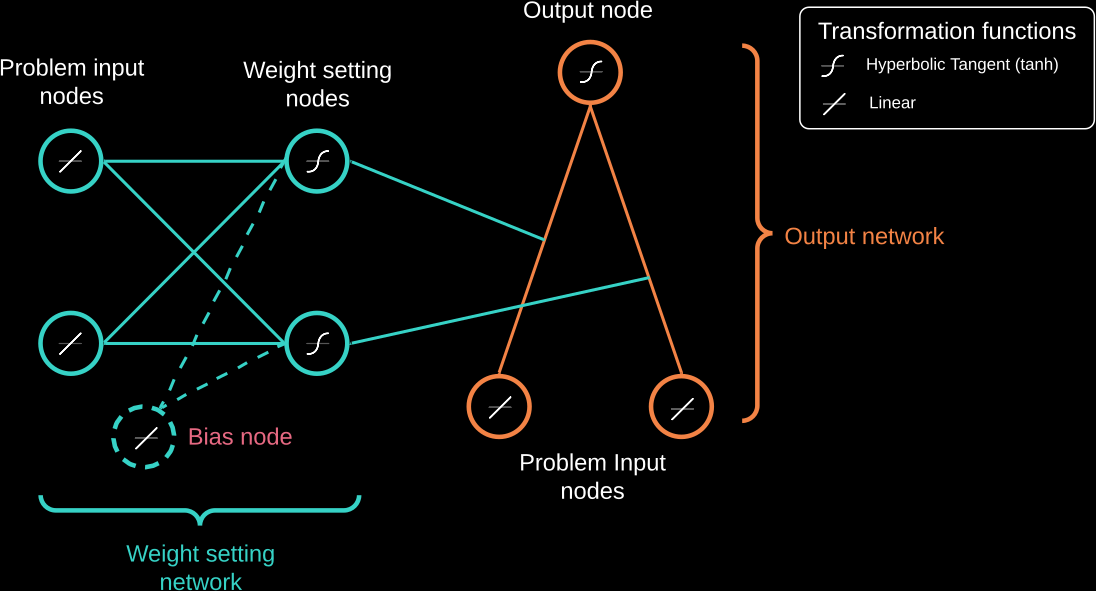 Output node
Transformation functions
Hyperbolic Tangent (tanh)
Linear
Problem input
nodes
Weight setting
nodes
Output network
Bias node
Problem Input
nodes
Weight setting
network